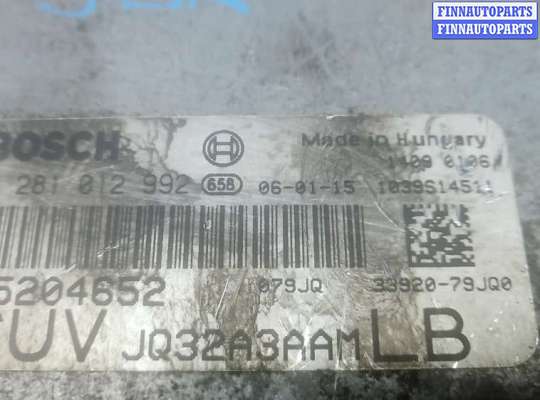 FINNAUTOPARTS
FINNAUTOPARTS
BOSCH
Made in Hungary
1409 0106
281 012 992 658 06-01-15 1039S14511
5204652
079JQ
33920-79JQ0
UV JQ32A3AAM LB